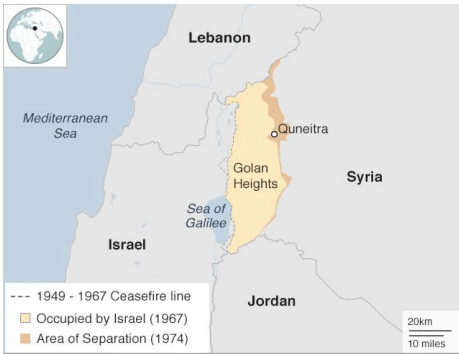 Lebanon
Mediterranean
Sea
Quneitra
Golan
Heights
Syria
Sea of
Galilee
Israel
Jordan
1949 - 1967 Ceasefire line
Occupied by Israel (1967)
Area of Separation (1974)
20km
10 miles